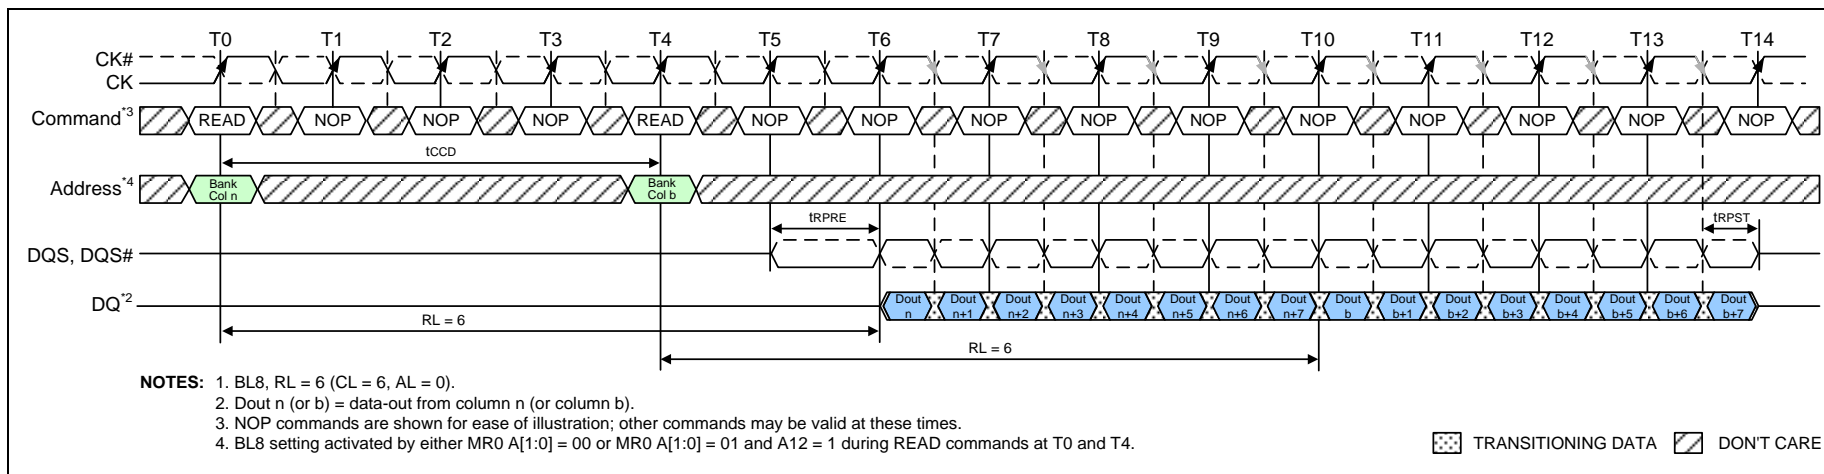 T0 T1 T2 T3 T4 T5 T6 T7 T8 T9 T10 T11 T12 T13 T14
CK#
CK
Command*3 READ NOP NOP NOP READ NOP NOP NOP NOP NOP NOP NOP NOP NOP NOP
tCCD
Address*4 Bank Col n Bank Col b
tRPRE tRPST
DQS, DQS#
DQ*2 Dout n Dout n+1 Dout n+2 Dout n+3 Dout n+4 Dout n+5 Dout n+6 Dout n+7 Dout b Dout b+1 Dout b+2 Dout b+3 Dout b+4 Dout b+5 Dout b+6 Dout b+7
RL = 6
RL = 6
NOTES: 1. BL8, RL = 6 (CL = 6, AL = 0).
2. Dout n (or b) = data-out from column n (or column b).
3. NOP commands are shown for ease of illustration; other commands may be valid at these times.
4. BL8 setting activated by either MR0 A[1:0] = 00 or MR0 A[1:0] = 01 and A12 = 1 during READ commands at T0 and T4.
TRANSITIONING DATA DON'T CARE